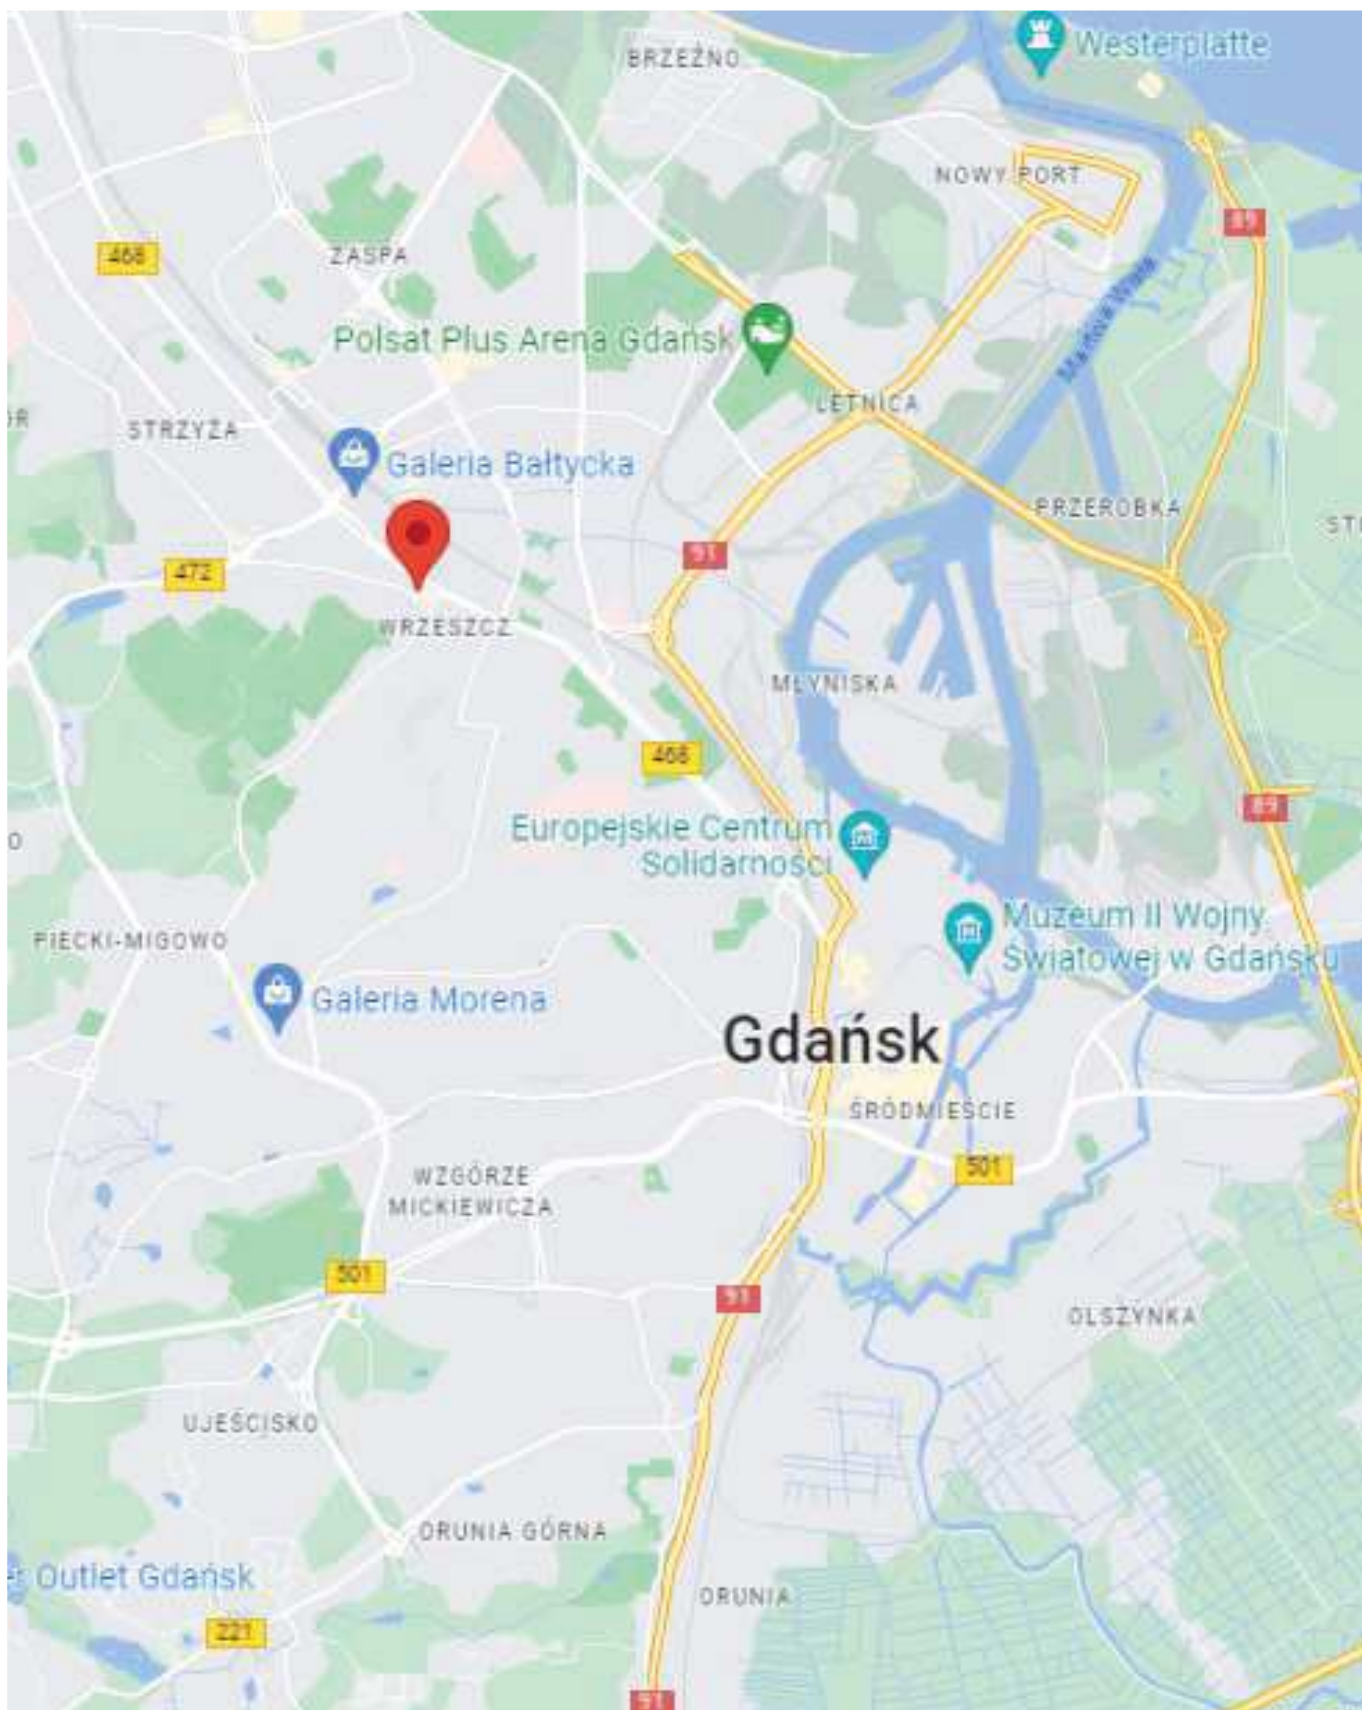 Westerplatte
BRZEŹNO
NOWY PORT
89
468
ZASPA
Martwa Wisła
Polsat Plus Arena Gdańsk
LETNICA
STRZYŻA
Galeria Bałtycka
PRZERÓBKA
91
472
WRZESZCZ
MŁYNISKA
468
89
Europejskie Centrum
Solidarności
Muzeum II Wojny
Światowej w Gdańsku
PIECKI-MIGOWO
Galeria Morena
Gdańsk
ŚRÓDMIEŚCIE
501
WZGÓRZE
MICKIEWICZA
501
91
OLSZYNKA
UJEŚCISKO
ORUNIA GÓRNA
Outlet Gdańsk
ORUNIA
221
91